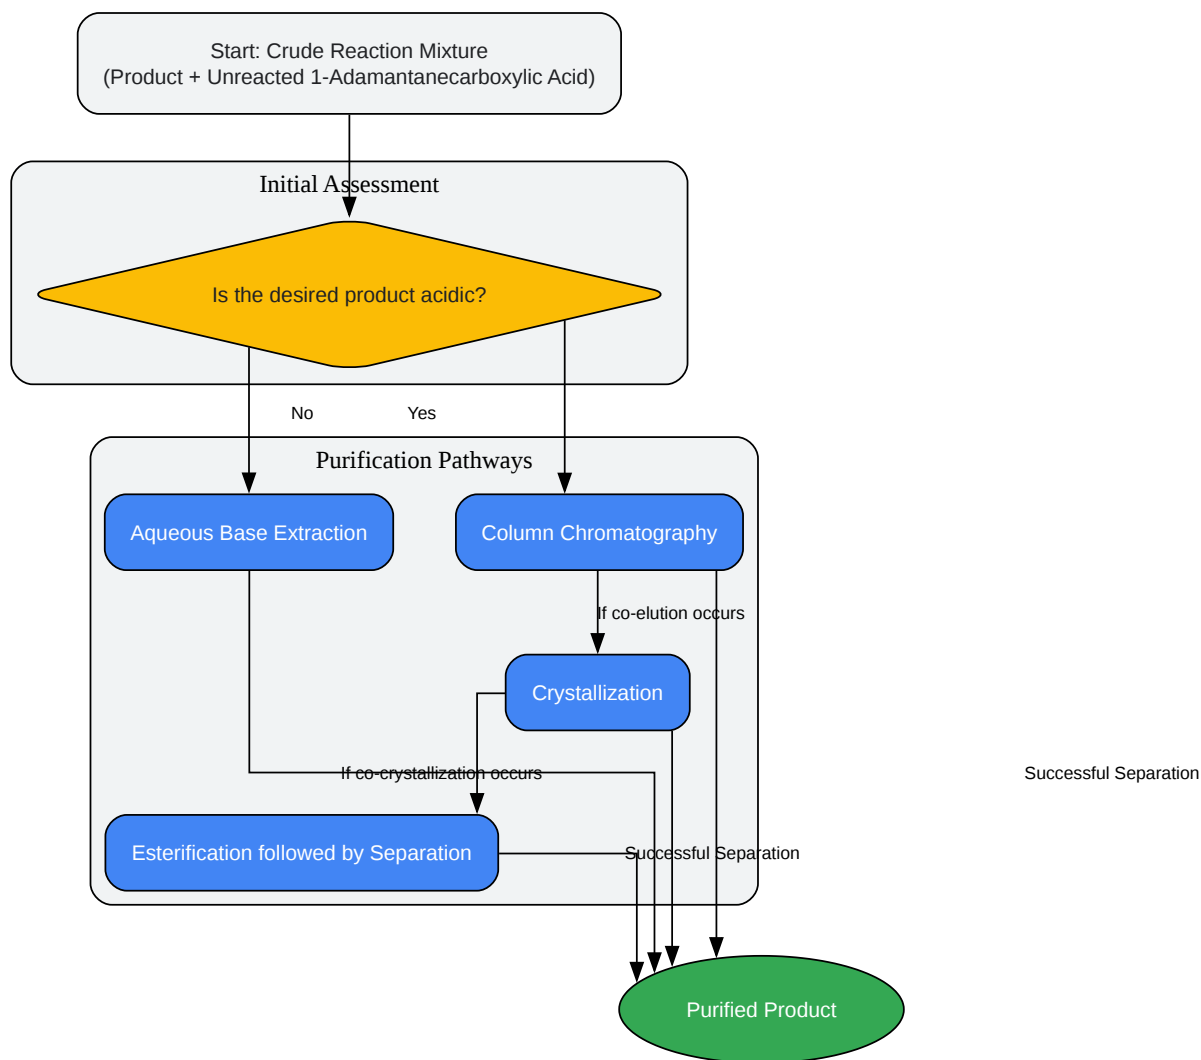 Start: Crude Reaction Mixture
(Product + Unreacted 1-Adamantanecarboxylic Acid)
Initial Assessment
Is the desired product acidic?
No
Yes
Purification Pathways
Aqueous Base Extraction
Column Chromatography
If co-elution occurs
Crystallization
If co-crystallization occurs
Successful Separation
Esterification followed by Separation
Successful Separation
Purified Product